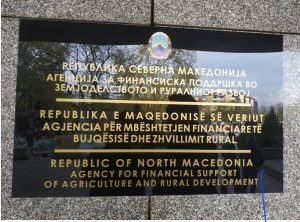 РЕПУБЛИКА СЕВЕРНА МАКЕДОНИЈА
АГЕНЦИЈА ЗА ФИНАНСИСКА ПОДДРШКА ВО
ЗЕМЈОДЕЛСТВОТО И РУРАЛНИОТ РАЗВОЈ
REPUBLIKA E MAQEDONISË SË VERIUT
AGJENCIA PËR MBËSHTETJEN FINANCIARE TË
BUJQËSISË DHE ZHVILLIMIT RURAL
REPUBLIC OF NORTH MACEDONIA
AGENCY FOR FINANCIAL SUPPORT
OF AGRICULTURE AND RURAL DEVELOPMENT